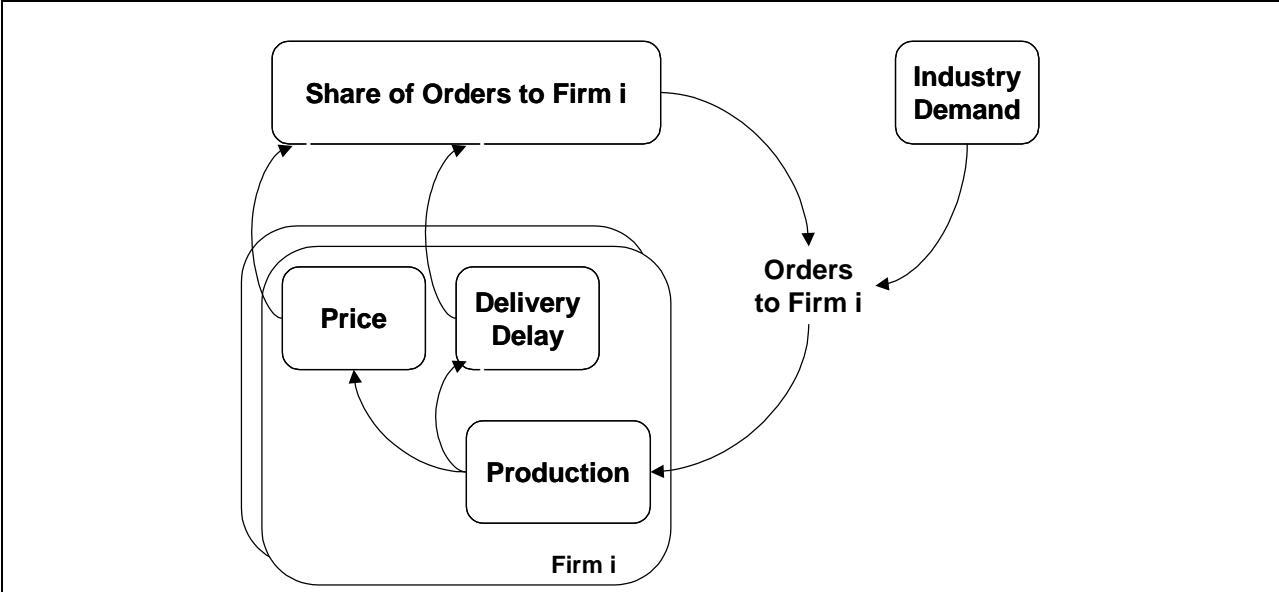 Share of Orders to Firm i
Industry
Demand
Orders
to Firm i
Price
Delivery
Delay
Production
Firm i